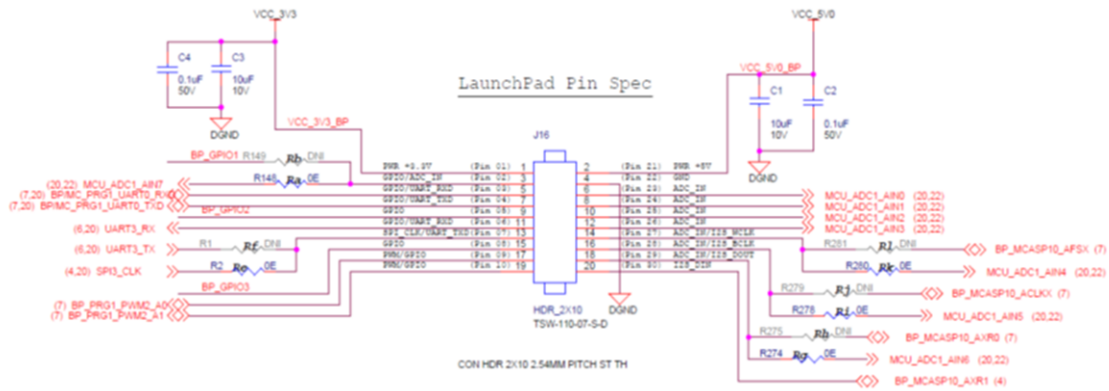 VCC_3V3
VCC_5V0
C4
0.1uF
50V
C3
10uF
10V
DGND
VCC_3V3_BP
LaunchPad Pin Spec
VCC_5V0_BP
C1
10uF
10V
C2
0.1uF
50V
DGND
J16
BP_GPIO1
R149 Rb DNI
(20,22) MCU_ADC1_AIN7
R148 Ra 0E
(7,20) BP/MC_PRG1_UART0_RXD
(7,20) BP/MC_PRG1_UART0_TXD
BP_GPIO2
(6,20) UART3_RX
(6,20) UART3_TX
R1 Rf DNI
(4,20) SPI3_CLK
R2 Re 0E
BP_GPIO3
(7) BP_PRG1_PWM2_A0
(7) BP_PRG1_PWM2_A1
PWR +3.3V (Pin 01) 1
GPIO/ADC_IN (Pin 02) 3
GPIO/UART_RXD (Pin 03) 5
GPIO/UART_TXD (Pin 04) 7
GPIO (Pin 05) 9
GPIO/UART_RXD (Pin 06) 11
SPI_CLK/UART_TXD (Pin 07) 13
GPIO (Pin 08) 15
PWM/GPIO (Pin 09) 17
PWM/GPIO (Pin 10) 19
2 (Pin 21) PWR +5V
4 (Pin 22) GND
6 (Pin 23) ADC_IN
8 (Pin 24) ADC_IN
10 (Pin 25) ADC_IN
12 (Pin 26) ADC_IN
14 (Pin 27) ADC_IN/I2S_WCLK
16 (Pin 28) ADC_IN/I2S_BCLK
18 (Pin 29) ADC_IN/I2S_DOUT
20 (Pin 30) I2S_DIN
HDR_2X10
TSW-110-07-S-D
DGND
MCU_ADC1_AIN0 (20,22)
MCU_ADC1_AIN1 (20,22)
MCU_ADC1_AIN2 (20,22)
MCU_ADC1_AIN3 (20,22)
R281 Rl DNI
BP_MCASP10_AFSX (7)
R280 Rk 0E
MCU_ADC1_AIN4 (20,22)
R279 Rj DNI
BP_MCASP10_ACLKX (7)
R278 Ri 0E
MCU_ADC1_AIN5 (20,22)
R275 Rh DNI
BP_MCASP10_AXR0 (7)
R274 Rg 0E
MCU_ADC1_AIN6 (20,22)
BP_MCASP10_AXR1 (4)
CON HDR 2X10 2.54MM PITCH ST TH